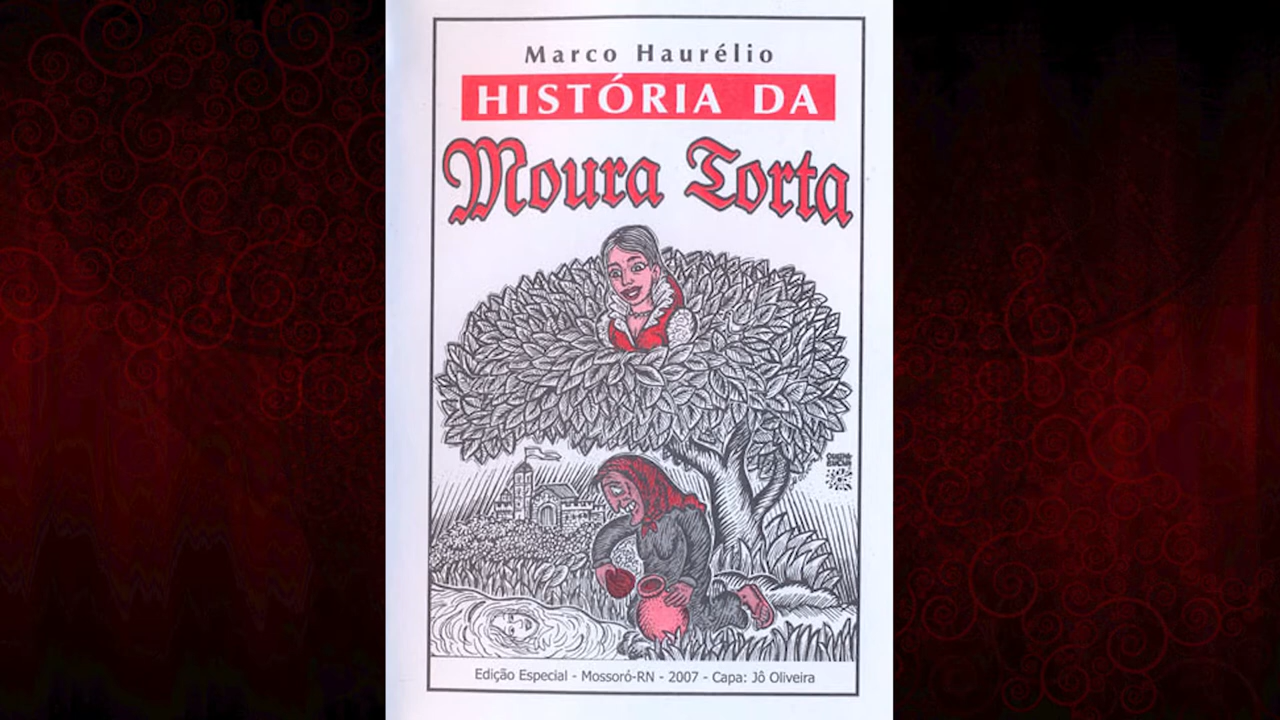 Marco Haurélio
HISTÓRIA DA
Moura Torta
Edição Especial - Mossoró-RN - 2007 - Capa: Jô Oliveira